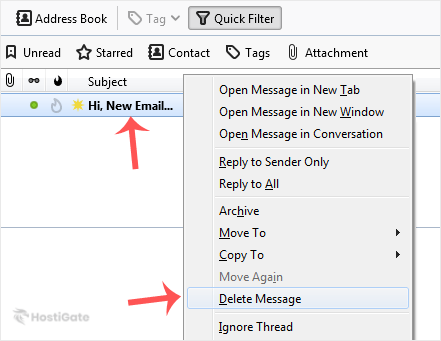 Address Book Tag Quick Filter
Unread Starred Contact Tags Attachment
Subject
Hi, New Email...
Open Message in New Tab
Open Message in New Window
Open Message in Conversation
Reply to Sender Only
Reply to All
Archive
Move To
Copy To
Move Again
Delete Message
Ignore Thread
HostiGate